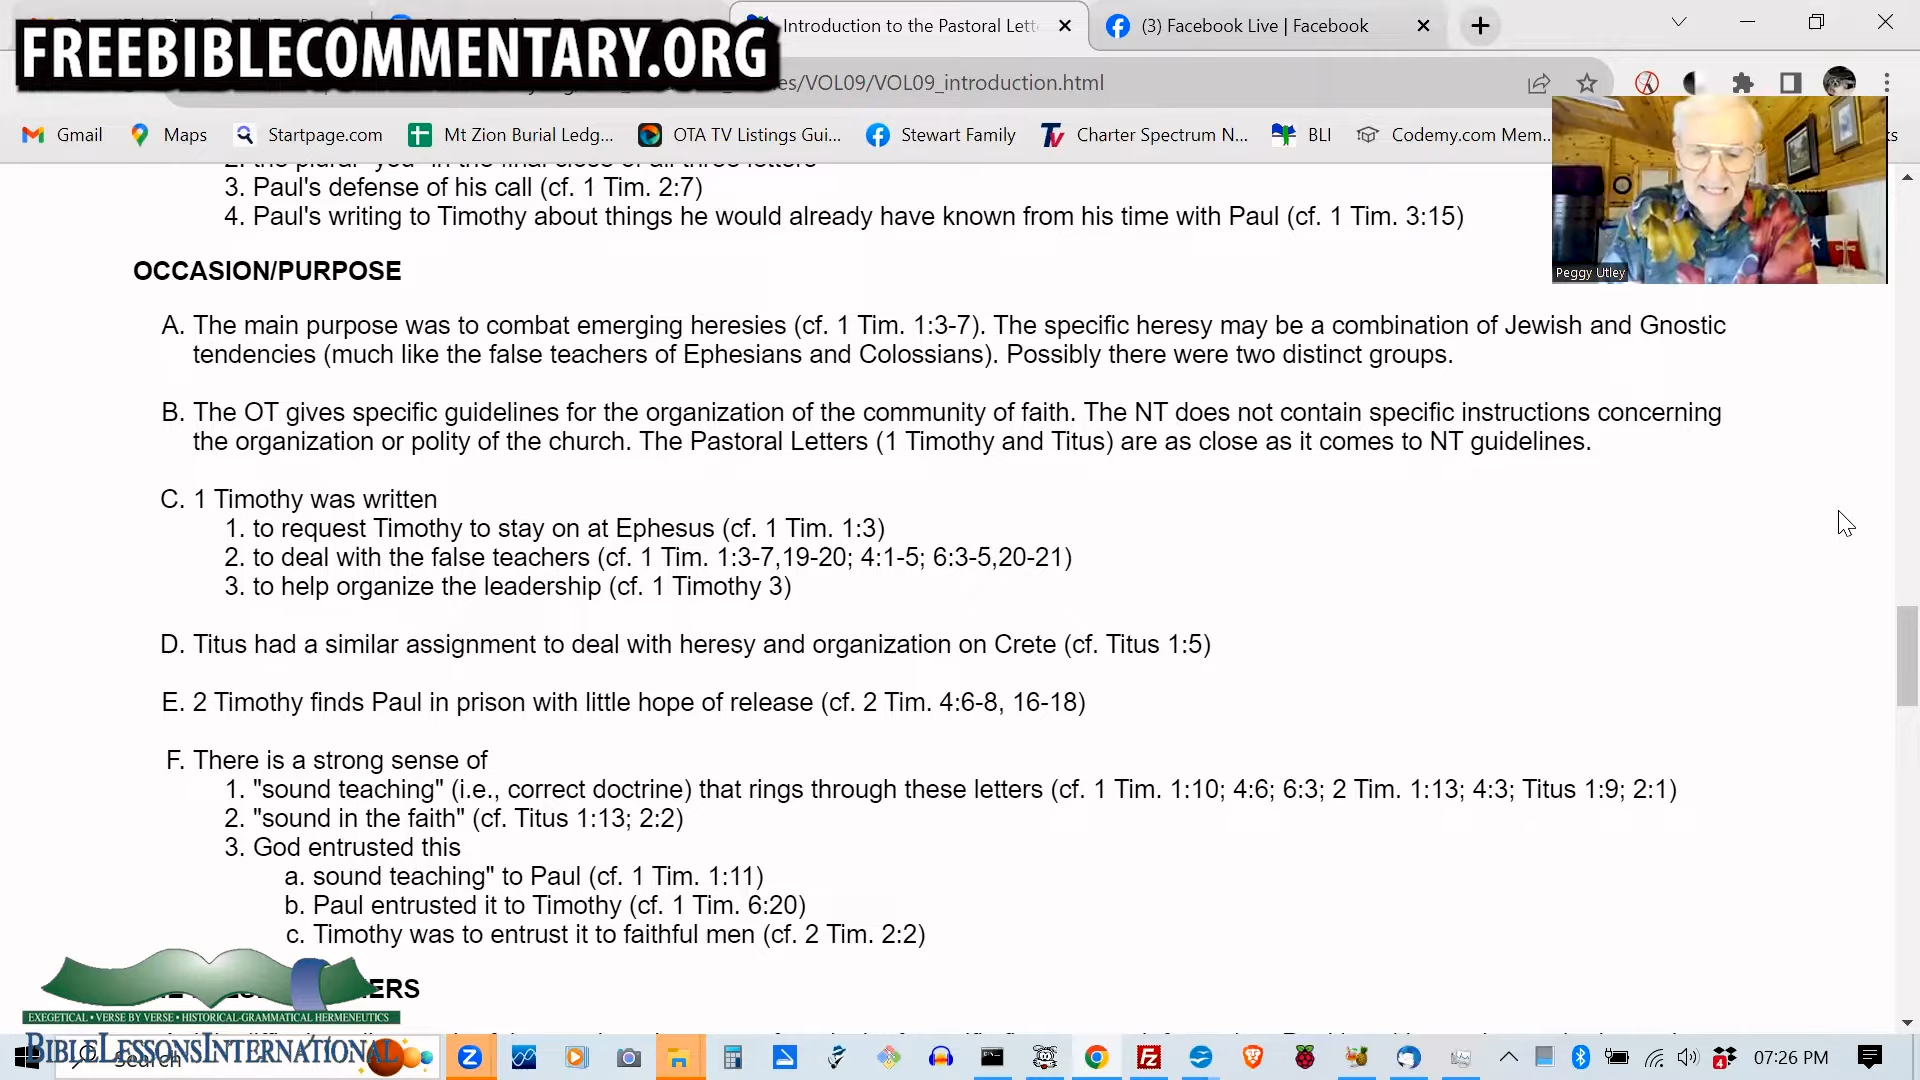 Introduction to the Pastoral Lett
(3) Facebook Live | Facebook
FREEBIBLECOMMENTARY.ORG
es/VOL09/VOL09_introduction.html
Gmail
Maps
Startpage.com
Mt Zion Burial Ledg...
OTA TV Listings Gui...
Stewart Family
Charter Spectrum N...
BLI
Codemy.com Mem...
ks
2. the plural "you" in the final close of all three letters
3. Paul's defense of his call (cf. 1 Tim. 2:7)
4. Paul's writing to Timothy about things he would already have known from his time with Paul (cf. 1 Tim. 3:15)
Peggy Utley
OCCASION/PURPOSE
A. The main purpose was to combat emerging heresies (cf. 1 Tim. 1:3-7). The specific heresy may be a combination of Jewish and Gnostic
tendencies (much like the false teachers of Ephesians and Colossians). Possibly there were two distinct groups.
B. The OT gives specific guidelines for the organization of the community of faith. The NT does not contain specific instructions concerning
the organization or polity of the church. The Pastoral Letters (1 Timothy and Titus) are as close as it comes to NT guidelines.
C. 1 Timothy was written
1. to request Timothy to stay on at Ephesus (cf. 1 Tim. 1:3)
2. to deal with the false teachers (cf. 1 Tim. 1:3-7,19-20; 4:1-5; 6:3-5,20-21)
3. to help organize the leadership (cf. 1 Timothy 3)
D. Titus had a similar assignment to deal with heresy and organization on Crete (cf. Titus 1:5)
E. 2 Timothy finds Paul in prison with little hope of release (cf. 2 Tim. 4:6-8, 16-18)
F. There is a strong sense of
1. "sound teaching" (i.e., correct doctrine) that rings through these letters (cf. 1 Tim. 1:10; 4:6; 6:3; 2 Tim. 1:13; 4:3; Titus 1:9; 2:1)
2. "sound in the faith" (cf. Titus 1:13; 2:2)
3. God entrusted this
a. sound teaching" to Paul (cf. 1 Tim. 1:11)
b. Paul entrusted it to Timothy (cf. 1 Tim. 6:20)
c. Timothy was to entrust it to faithful men (cf. 2 Tim. 2:2)
ERS
EXEGETICAL • VERSE BY VERSE • HISTORICAL-GRAMMATICAL HERMENEUTICS
BIBLELESSONSINTERNATIONAL
Search
4
07:26 PM